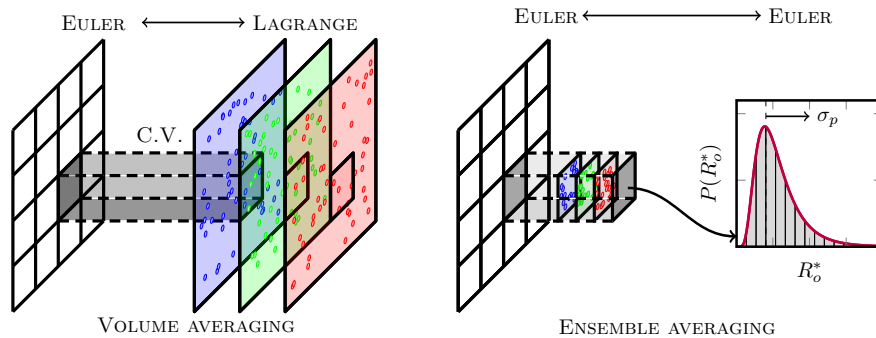 EULER LAGRANGE
C.V.
VOLUME AVERAGING
EULER EULER
σ_p
P(R_o^*)
R_o^*
ENSEMBLE AVERAGING